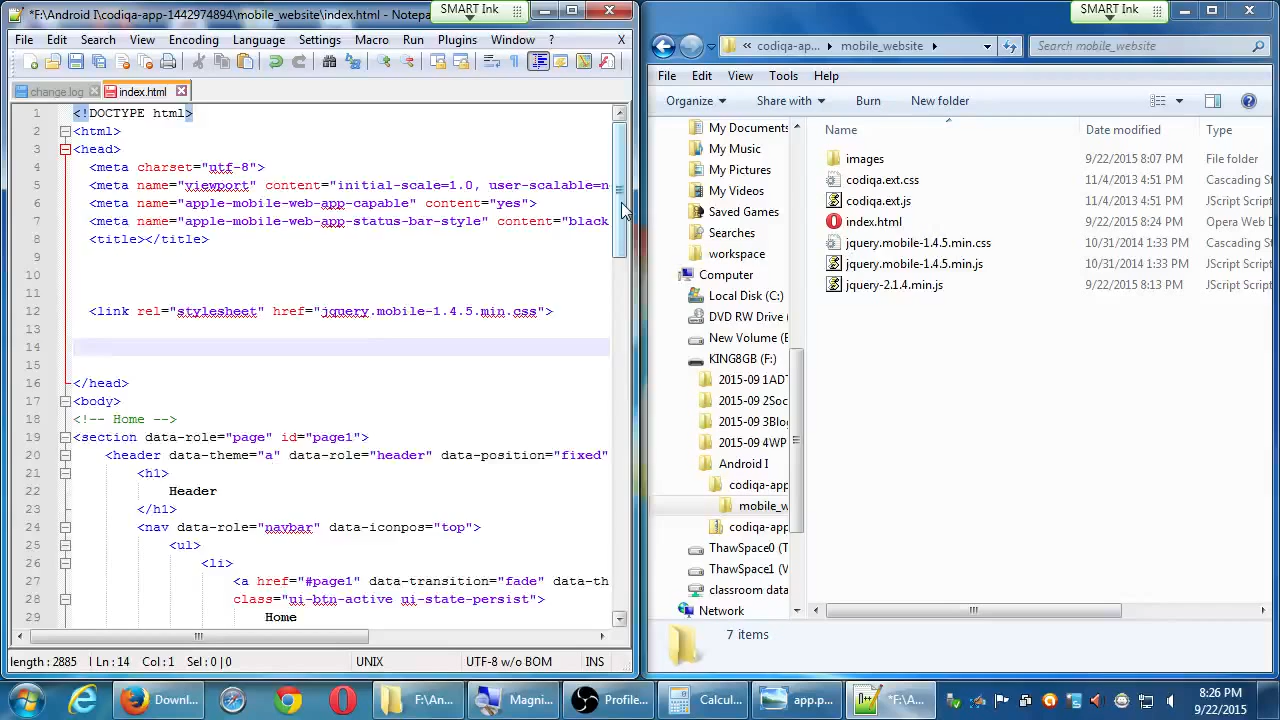 *F:\Android I\codiqa-app-1442974894\mobile_website\index.html - Notepa
SMART Ink
File Edit Search View Encoding Language Settings Macro Run Plugins Window ? X
change.log
index.html
1 <!DOCTYPE html>
2 <html>
3 <head>
4 <meta charset="utf-8">
5 <meta name="viewport" content="initial-scale=1.0, user-scalable=n
6 <meta name="apple-mobile-web-app-capable" content="yes">
7 <meta name="apple-mobile-web-app-status-bar-style" content="black
8 <title></title>
9
10
11
12 <link rel="stylesheet" href="jquery.mobile-1.4.5.min.css">
13
14
15
16 </head>
17 <body>
18 <!-- Home -->
19 <section data-role="page" id="page1">
20 <header data-theme="a" data-role="header" data-position="fixed"
21 <h1>
22 Header
23 </h1>
24 <nav data-role="navbar" data-iconpos="top">
25 <ul>
26 <li>
27 <a href="#page1" data-transition="fade" data-th
28 class="ui-btn-active ui-state-persist">
29 Home
length : 2885 l Ln : 14 Col : 1 Sel : 0 | 0 UNIX UTF-8 w/o BOM INS
SMART Ink
codiqa-ap... mobile_website
Search mobile_website
File Edit View Tools Help
Organize Share with Burn New folder
My Documents
My Music
My Pictures
My Videos
Saved Games
Searches
workspace
Computer
Local Disk (C:)
DVD RW Drive (
New Volume (E
KING8GB (F:)
2015-09 1ADT
2015-09 2Soc
2015-09 3Blo
2015-09 4WP
Android I
codiqa-app
mobile_w
codiqa-app
ThawSpace0 (T
ThawSpace1 (V
classroom data
Network
Name Date modified Type
images 9/22/2015 8:07 PM File folder
codiqa.ext.css 11/4/2013 4:51 PM Cascading St
codiqa.ext.js 11/4/2013 4:51 PM JScript Script
index.html 9/22/2015 8:24 PM Opera Web D
jquery.mobile-1.4.5.min.css 10/31/2014 1:33 PM Cascading St
jquery.mobile-1.4.5.min.js 10/31/2014 1:33 PM JScript Script
jquery-2.1.4.min.js 9/22/2015 8:13 PM JScript Script
7 items
Downl...
F:\An...
Magni...
Profile...
Calcul...
app.p...
*F:\A...
8:26 PM
9/22/2015